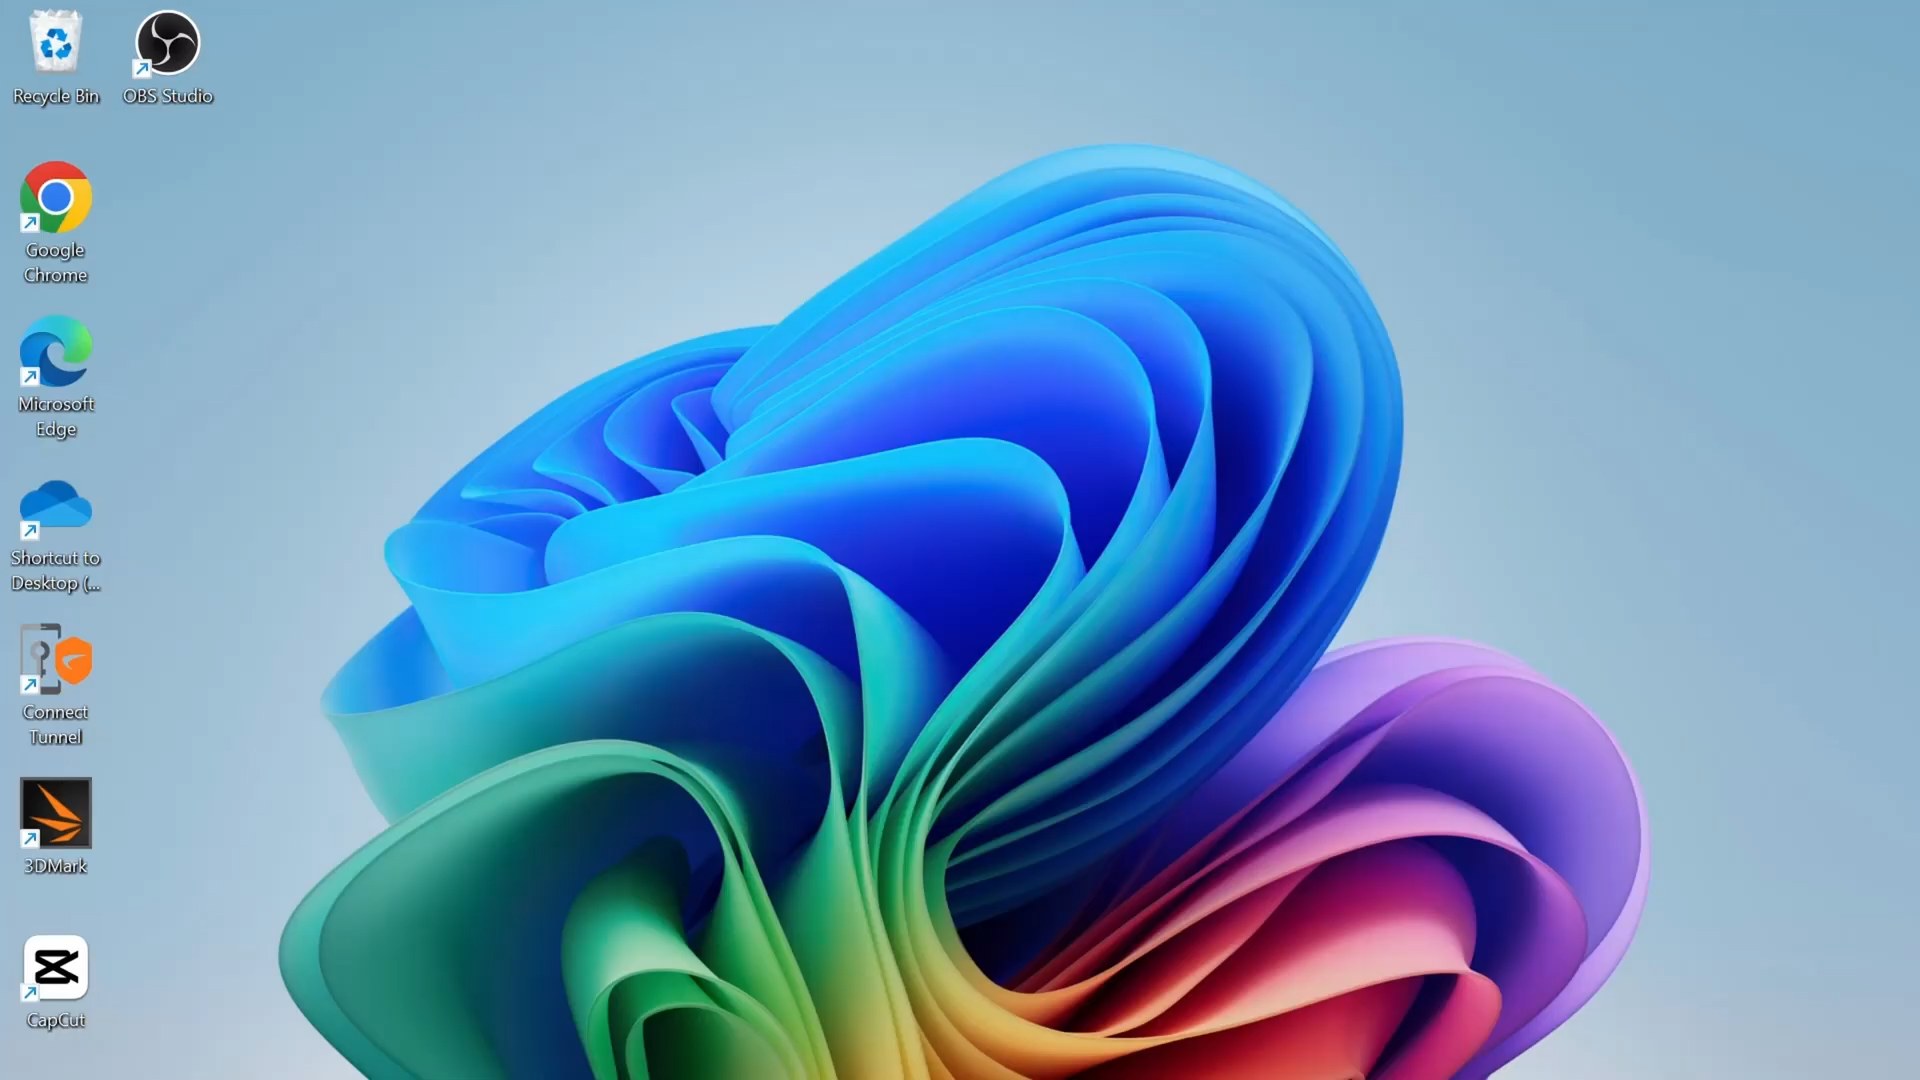 Recycle Bin
OBS Studio
Google
Chrome
Microsoft
Edge
Shortcut to
Desktop (...
Connect
Tunnel
3DMark
CapCut